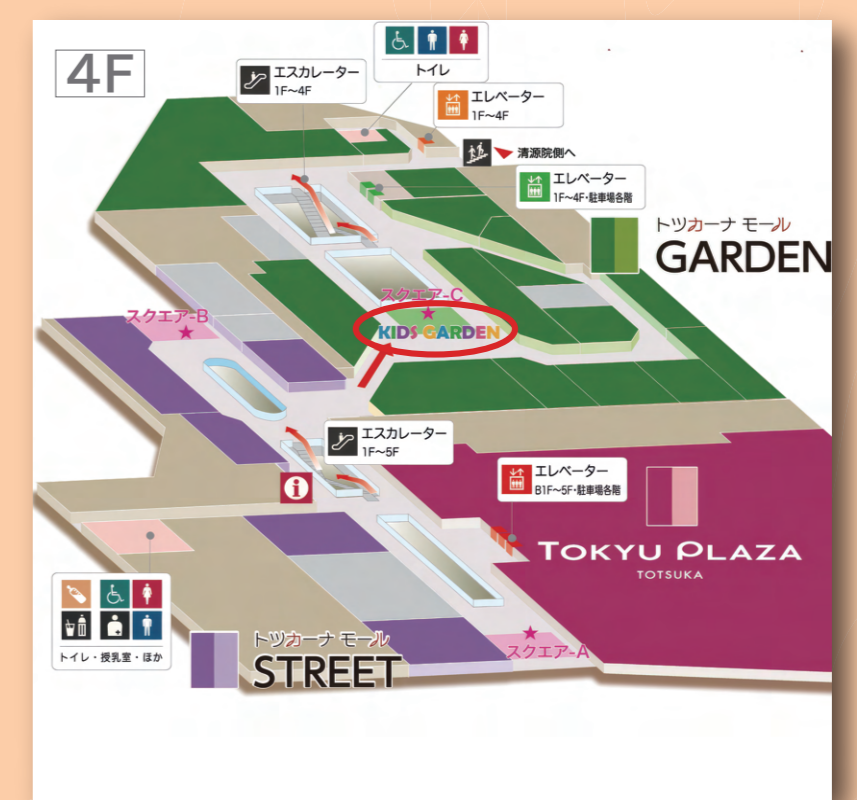 4F
トイレ
エスカレーター
1F～4F
エレベーター
1F～4F
清源院側へ
エレベーター
1F～4F・駐車場各階
トツカーナ モール
GARDEN
スクエア-C
KIDS GARDEN
スクエア-B
エスカレーター
1F～5F
i
エレベーター
B1F～5F・駐車場各階
TOKYU PLAZA
TOTSUKA
トイレ・授乳室・ほか
トツカーナ モール
STREET
スクエア-A